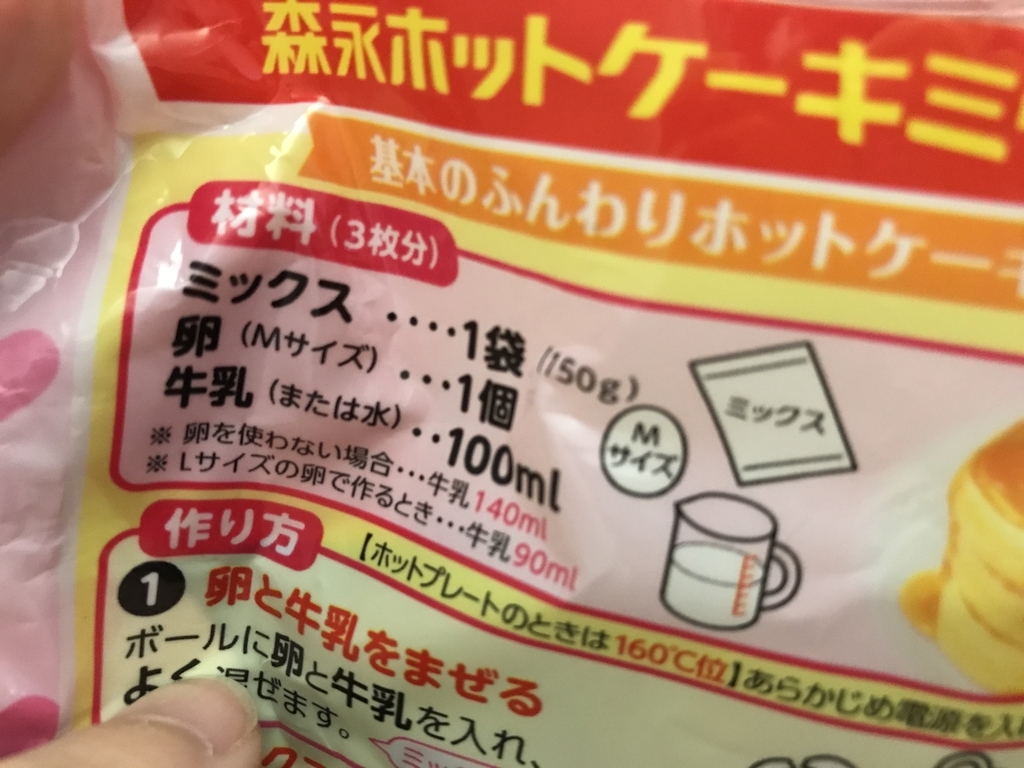 森永ホットケーキミ
基本のふんわりホットケーキ
材料（3枚分）
ミックス ････1袋（150g）
卵（Mサイズ） ･･･1個
牛乳（または水） ･･100ml
※ 卵を使わない場合･･･牛乳140ml
※ Lサイズの卵で作るとき･･･牛乳90ml
ミックス
M
サイズ
作り方
【ホットプレートのときは160℃位】あらかじめ電源を入
1 卵と牛乳をまぜる
ボールに卵と牛乳を入れ、
よく混ぜます。
ミッ